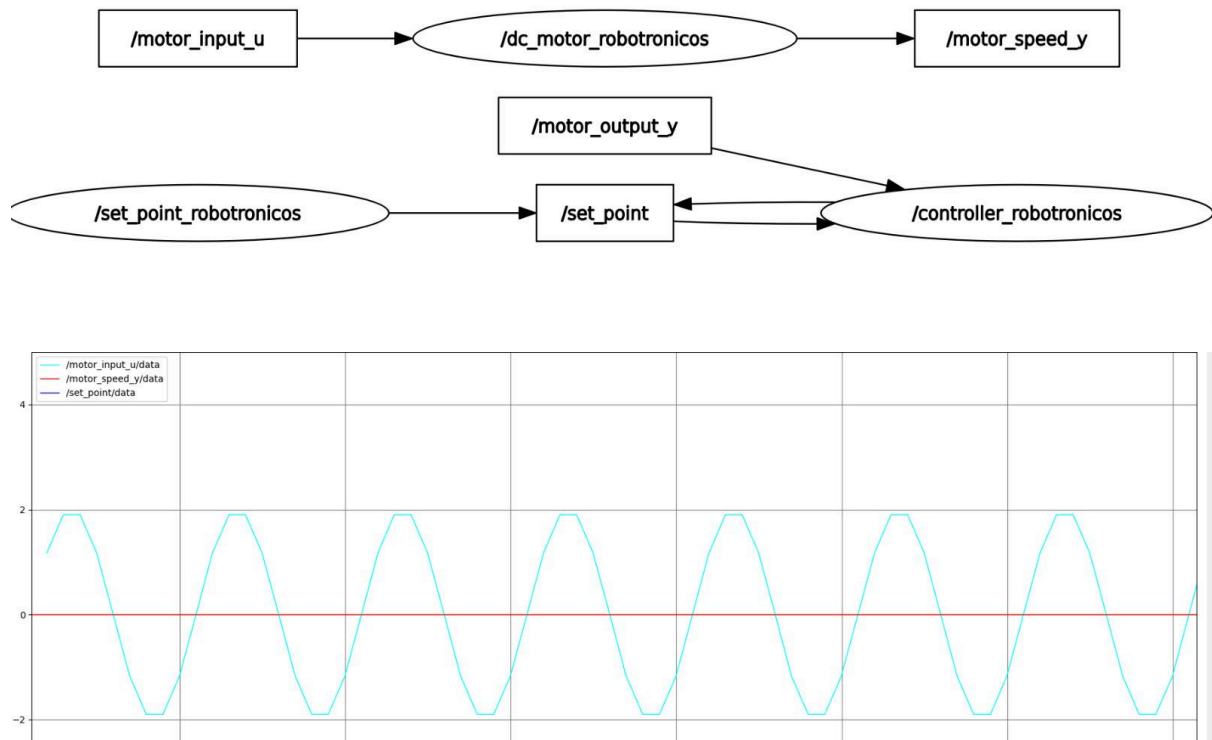 /motor_input_u
/dc_motor_robotronicos
/motor_speed_y
/motor_output_y
/set_point_robotronicos
/set_point
/controller_robotronicos
/motor_input_u/data
/motor_speed_y/data
/set_point/data
4
2
0
−2